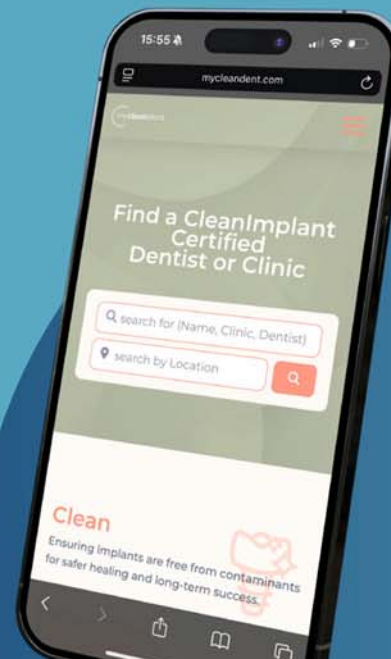 15:55
mycleandent.com
mycleandent
Find a CleanImplant
Certified
Dentist or Clinic
search for (Name, Clinic, Dentist)
search by Location
Clean
Ensuring implants are free from contaminants
for safer healing and long-term success.